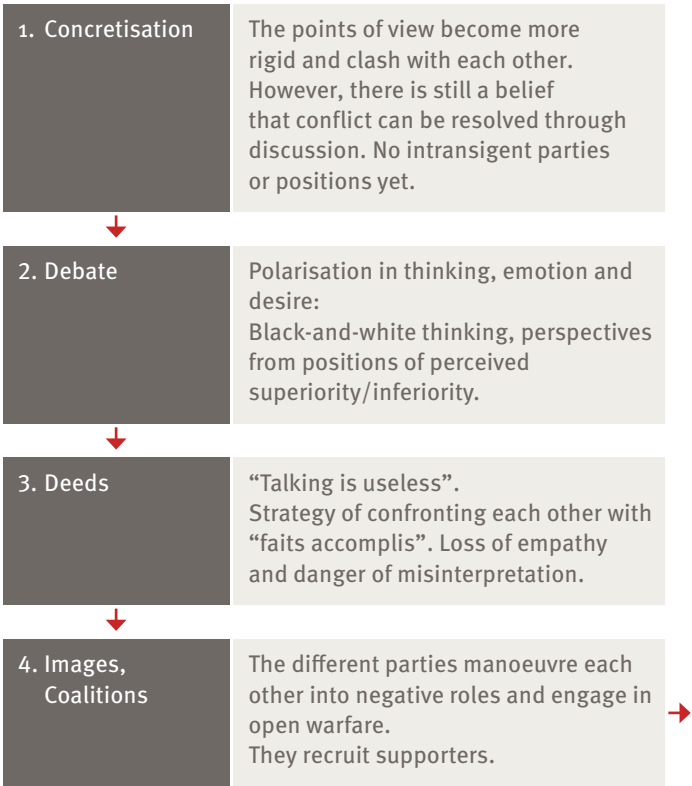 1. Concretisation
The points of view become more
rigid and clash with each other.
However, there is still a belief
that conflict can be resolved through
discussion. No intransigent parties
or positions yet.
2. Debate
Polarisation in thinking, emotion and
desire:
Black-and-white thinking, perspectives
from positions of perceived
superiority/inferiority.
3. Deeds
“Talking is useless”.
Strategy of confronting each other with
“faits accomplis”. Loss of empathy
and danger of misinterpretation.
4. Images,
Coalitions
The different parties manoeuvre each
other into negative roles and engage in
open warfare.
They recruit supporters.